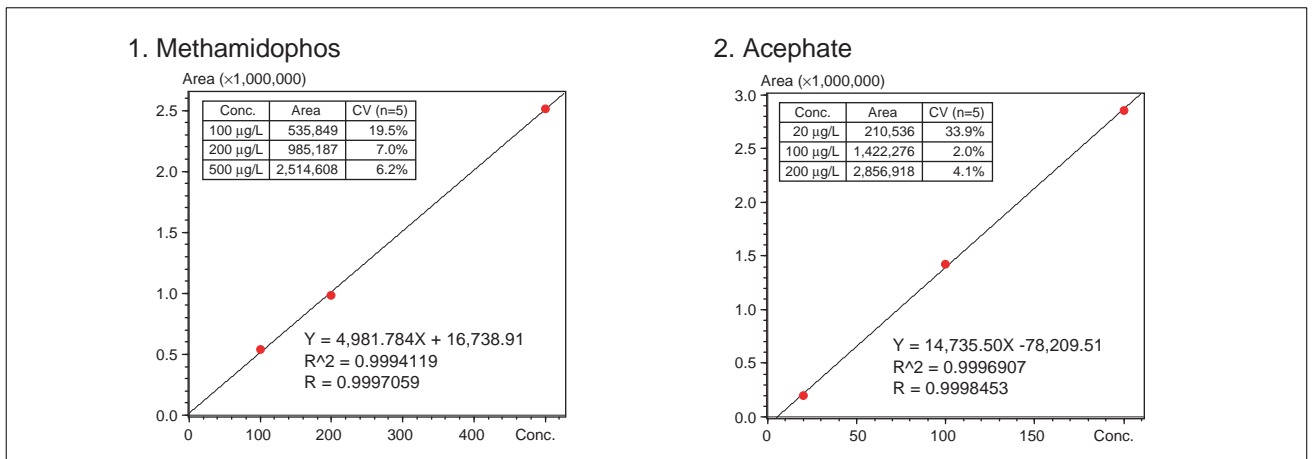 1. Methamidophos
Area (×1,000,000)
Conc. Area CV (n=5)
100 µg/L 535,849 19.5%
200 µg/L 985,187 7.0%
500 µg/L 2,514,608 6.2%
2.5
2.0
1.5
1.0
0.5
0.0
Y = 4,981.784X + 16,738.91
R^2 = 0.9994119
R = 0.9997059
0 100 200 300 400 Conc.
2. Acephate
Area (×1,000,000)
Conc. Area CV (n=5)
20 µg/L 210,536 33.9%
100 µg/L 1,422,276 2.0%
200 µg/L 2,856,918 4.1%
3.0
2.5
2.0
1.5
1.0
0.5
0.0
Y = 14,735.50X -78,209.51
R^2 = 0.9996907
R = 0.9998453
0 50 100 150 Conc.